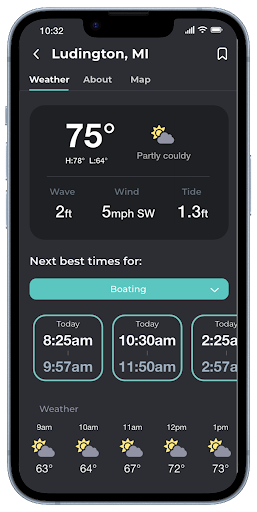 10:32
Ludington, MI
Weather About Map
75°
H:78° L:64°
Partly couldy
Wave Wind Tide
2ft 5mph SW 1.3ft
Next best times for:
Boating
Today Today Today
8:25am 10:30am 2:25a
9:57am 11:50am 2:57a
Weather
9am 10am 11am 12pm 1pm
63° 64° 67° 72° 73°